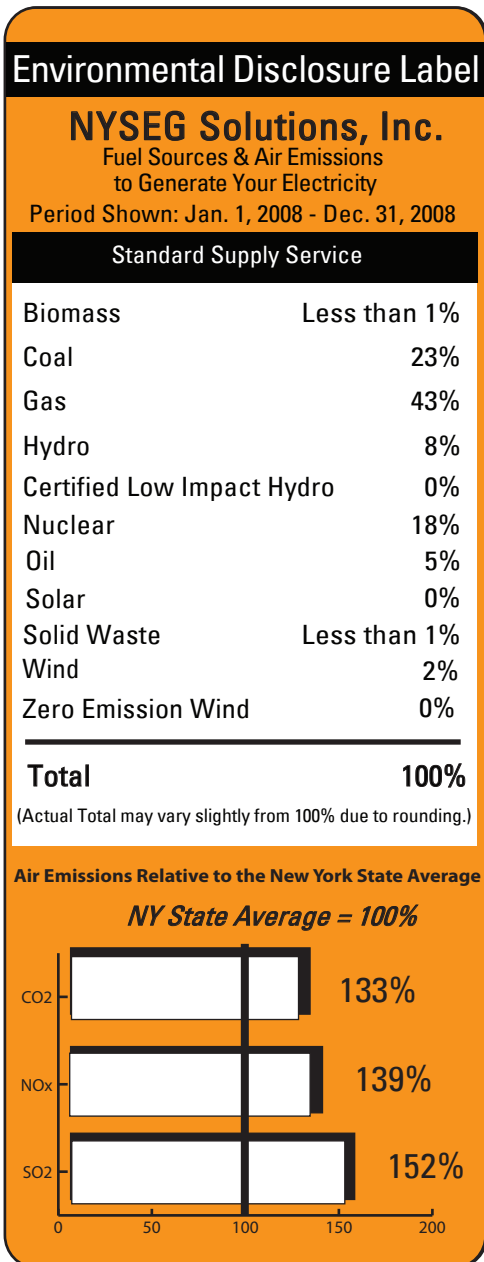 Environmental Disclosure Label
NYSEG Solutions, Inc.
Fuel Sources & Air Emissions
to Generate Your Electricity
Period Shown: Jan. 1, 2008 - Dec. 31, 2008
Standard Supply Service
Biomass Less than 1%
Coal 23%
Gas 43%
Hydro 8%
Certified Low Impact Hydro 0%
Nuclear 18%
Oil 5%
Solar 0%
Solid Waste Less than 1%
Wind 2%
Zero Emission Wind 0%
Total 100%
(Actual Total may vary slightly from 100% due to rounding.)
Air Emissions Relative to the New York State Average
NY State Average = 100%
CO2 133%
NOx 139%
SO2 152%
0 50 100 150 200